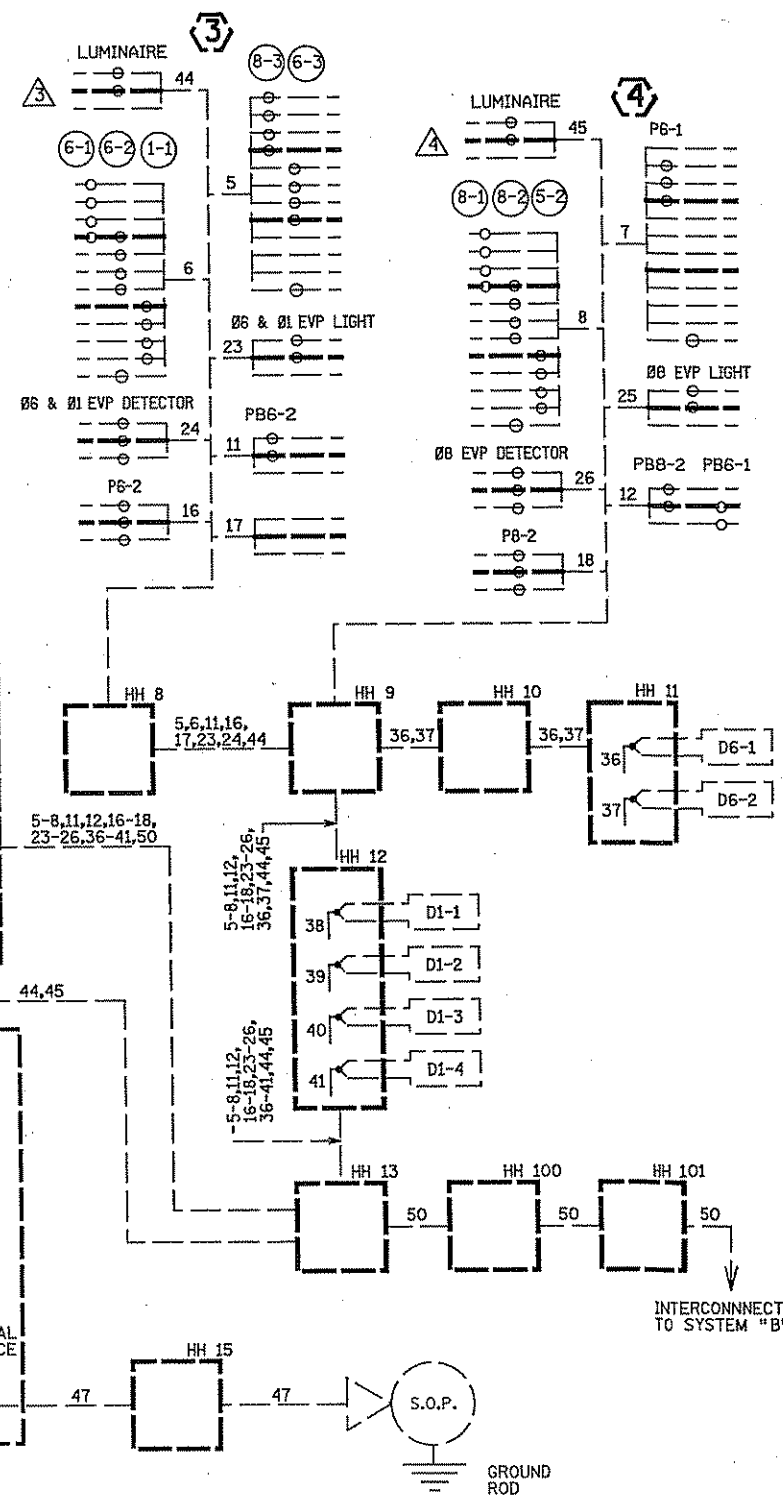 3
LUMINAIRE
44
3
8-3 6-3
6-1 6-2 1-1
5
6
Ø6 & Ø1 EVP LIGHT
23
Ø6 & Ø1 EVP DETECTOR
24
PB6-2
11
P6-2
16
17
4
LUMINAIRE
45
4
P6-1
8-1 8-2 5-2
7
8
Ø8 EVP LIGHT
25
Ø8 EVP DETECTOR
26
PB8-2 PB6-1
12
P8-2
18
HH 8
5,6,11,16,
17,23,24,44
HH 9
36,37
HH 10
36,37
HH 11
36
D6-1
37
D6-2
5-8,11,12,16-18,
23-26,36-41,50
5-8,11,12,
16-18,23-26,
36,37,44,45
HH 12
38
D1-1
39
D1-2
40
D1-3
41
D1-4
44,45
5-8,11,12,
16-18,23-26,
36-41,44,45
HH 13
50
HH 100
50
HH 101
50
INTERCONNNECT
TO SYSTEM "B"
AL
CE
47
HH 15
47
S.O.P.
GROUND
ROD